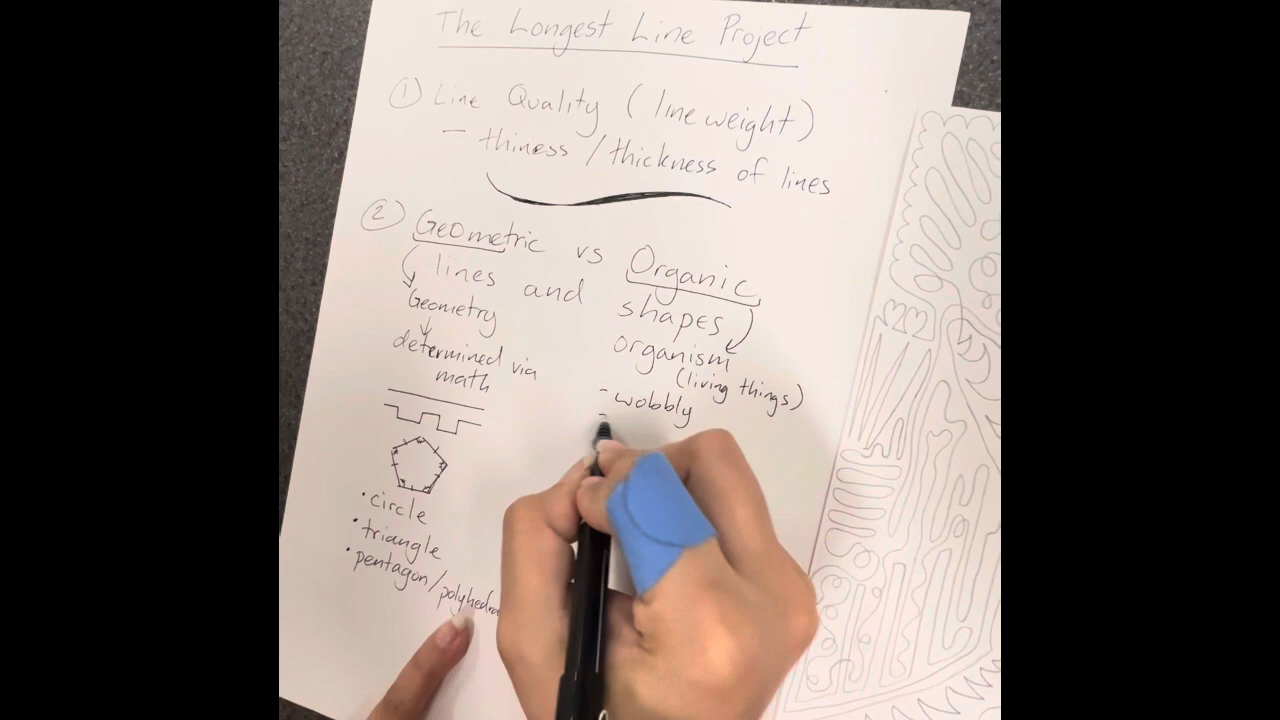 The Longest Line Project
① Line Quality (line weight)
- thiness / thickness of lines
② Geometric vs Organic
lines and shapes
Geometry
determined via
math
• circle
• triangle
• pentagon/polyhedra
organism
(living things)
- wobbly
-